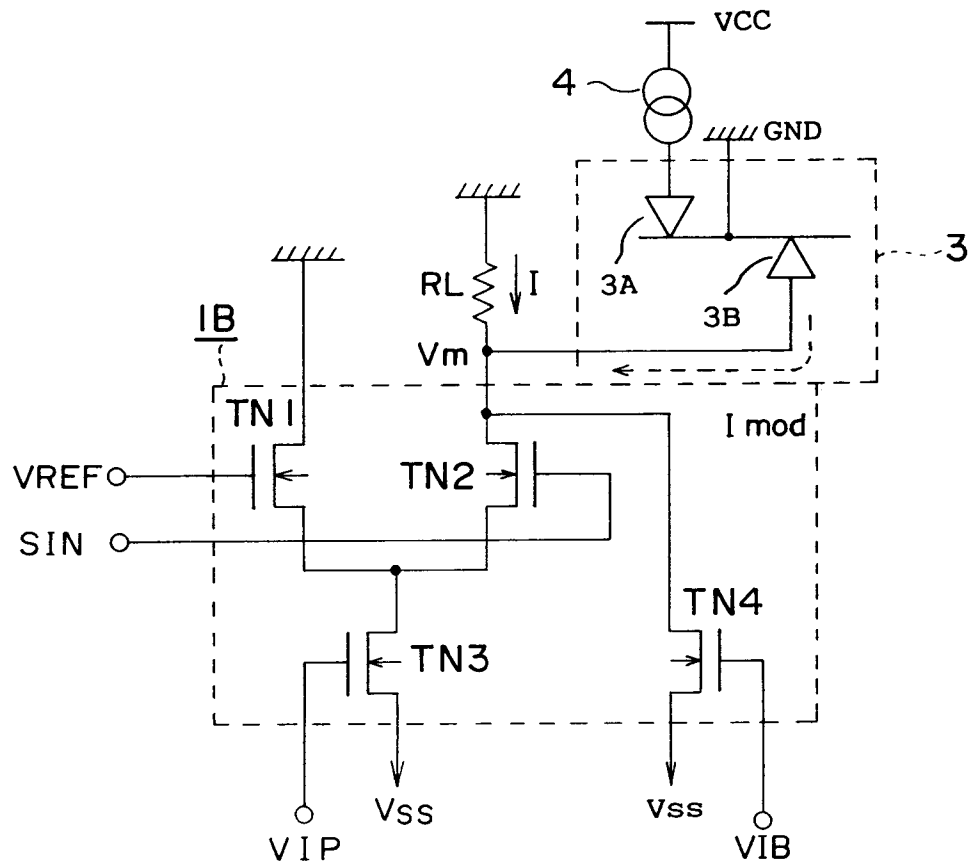 VCC
4
GND
3A
3
RL
I
3B
1B
Vm
TN1
I mod
VREF
TN2
SIN
TN4
TN3
VSS
Vss
VIP
VIB